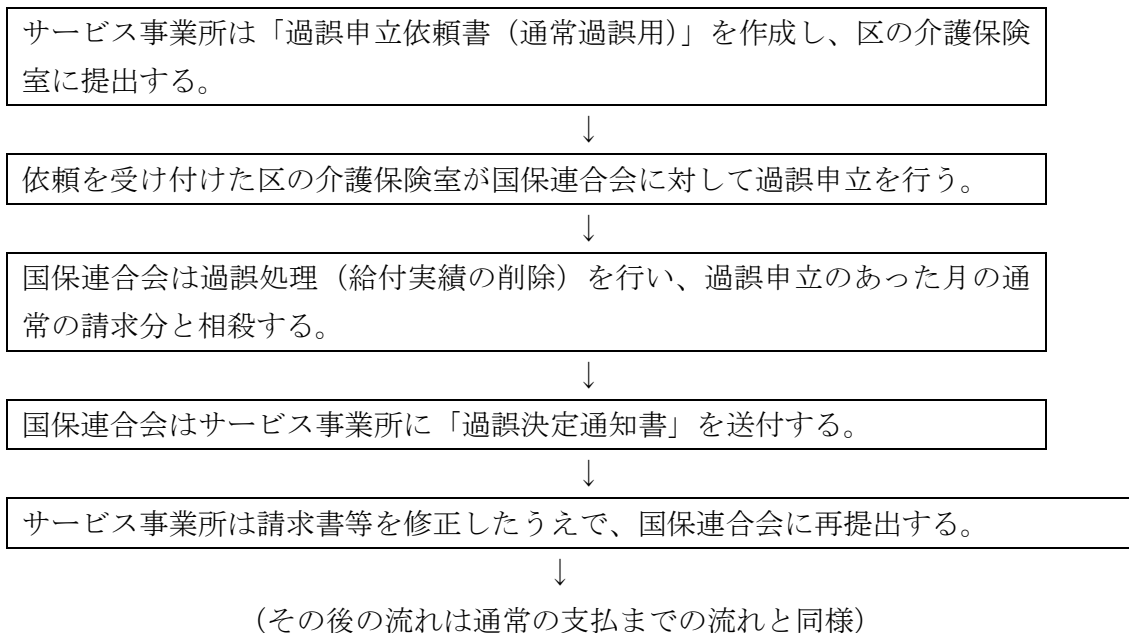 サービス事業所は「過誤申立依頼書（通常過誤用）」を作成し、区の介護保険
室に提出する。
↓
依頼を受け付けた区の介護保険室が国保連合会に対して過誤申立を行う。
↓
国保連合会は過誤処理（給付実績の削除）を行い、過誤申立のあった月の通
常の請求分と相殺する。
↓
国保連合会はサービス事業所に「過誤決定通知書」を送付する。
↓
サービス事業所は請求書等を修正したうえで、国保連合会に再提出する。
↓
（その後の流れは通常の支払までの流れと同様）